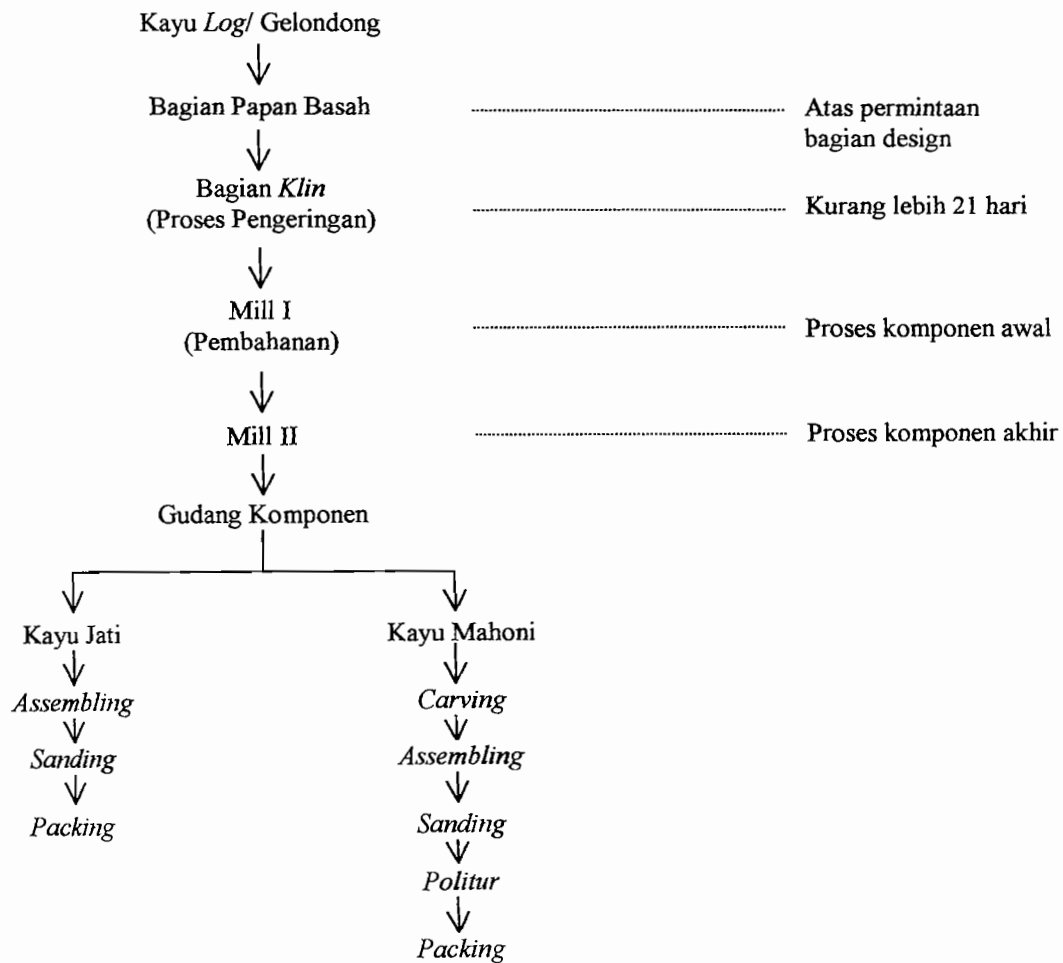 Kayu Log/ Gelondong
Bagian Papan Basah
Atas permintaan
bagian design
Bagian Klin
(Proses Pengeringan)
Kurang lebih 21 hari
Mill I
(Pembahanan)
Proses komponen awal
Mill II
Proses komponen akhir
Gudang Komponen
Kayu Jati
Assembling
Sanding
Packing
Kayu Mahoni
Carving
Assembling
Sanding
Politur
Packing